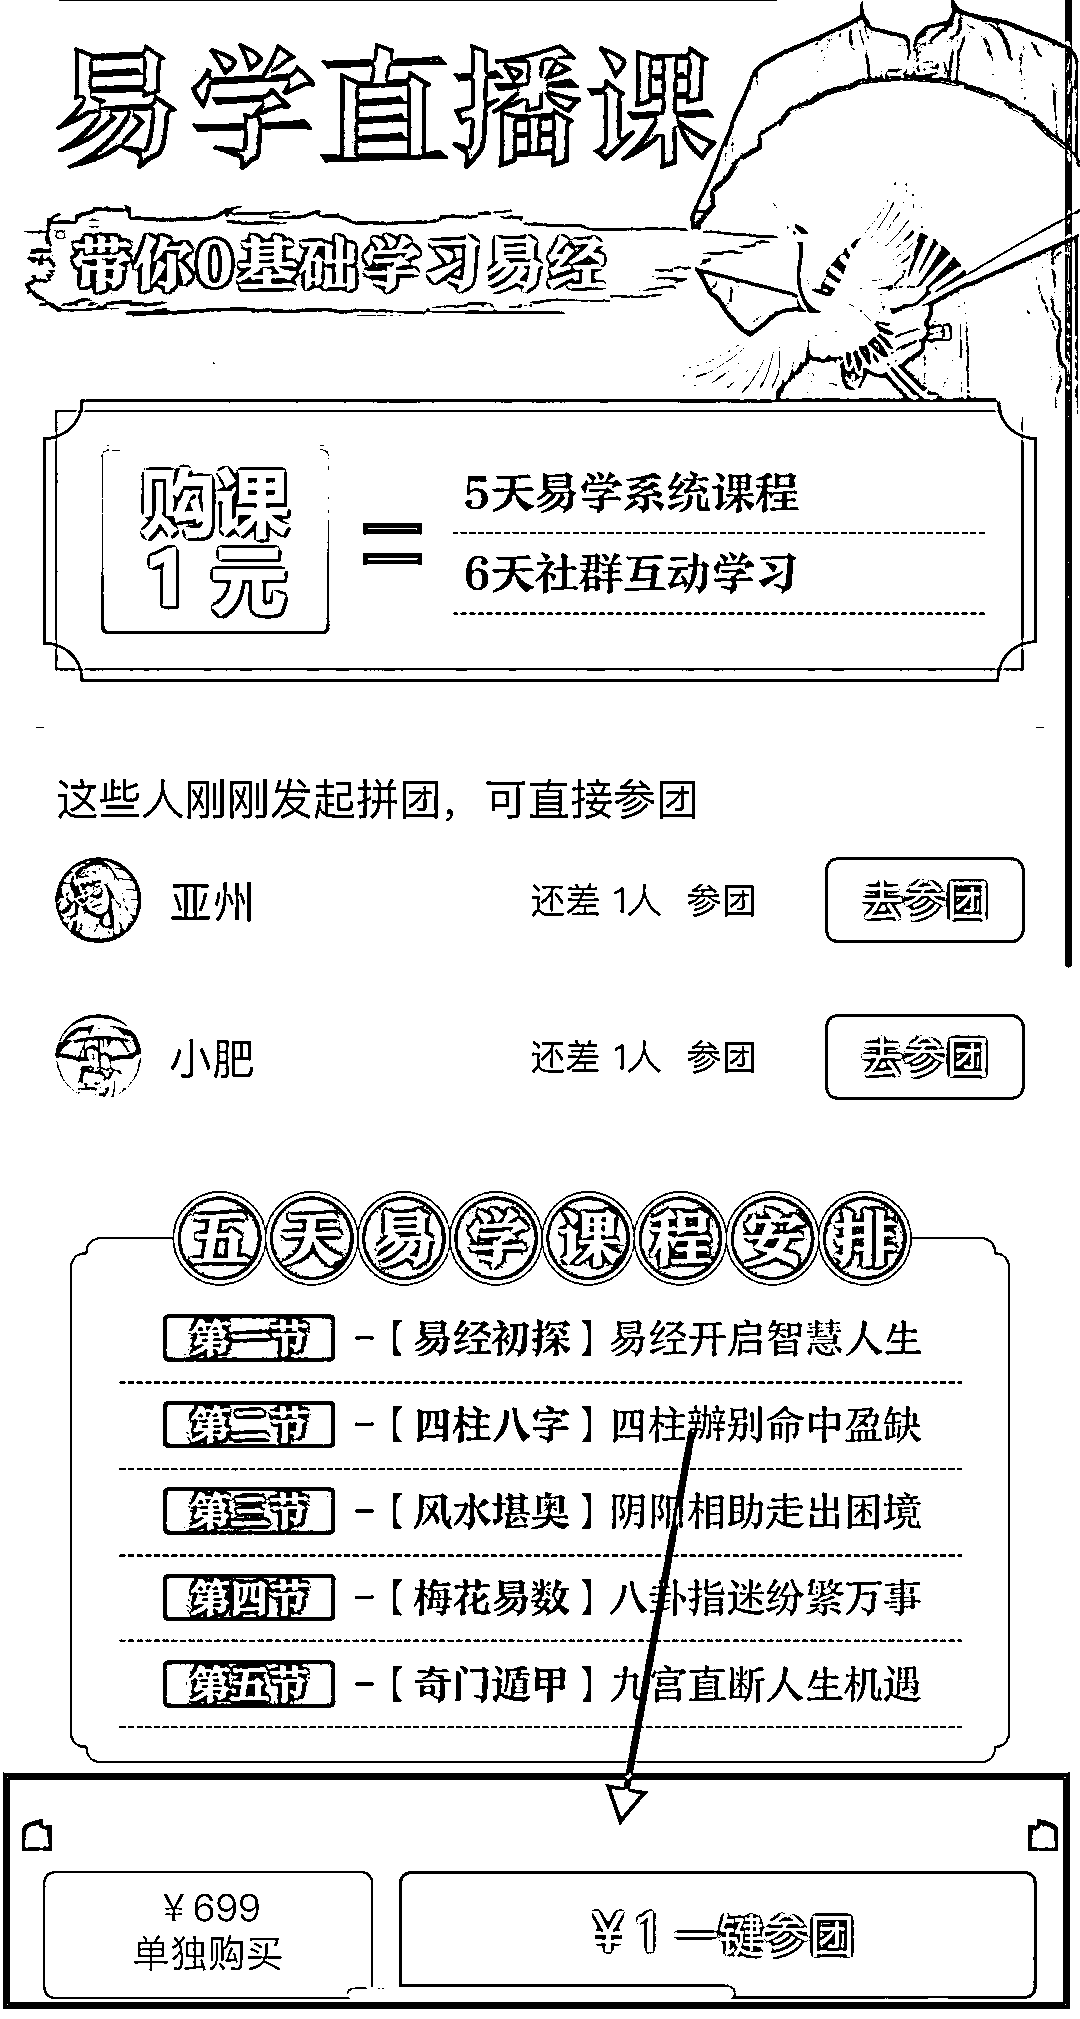 易学直播课
带你0基础学习易经
购课
1元
=
5天易学系统课程
6天社群互动学习
这些人刚刚发起拼团，可直接参团
亚州 还差 1人 参团 去参团
小肥 还差 1人 参团 去参团
五天易学课程安排
第一节 -【易经初探】易经开启智慧人生
第二节 -【四柱八字】四柱辦别命中盈缺
第三节 -【风水堪奥】阴阳相助走出困境
第四节 -【梅花易数】八卦指迷纷繁万事
第五节 -【奇门遁甲】九宫直断人生机遇
¥699
单独购买
¥1 一键参团